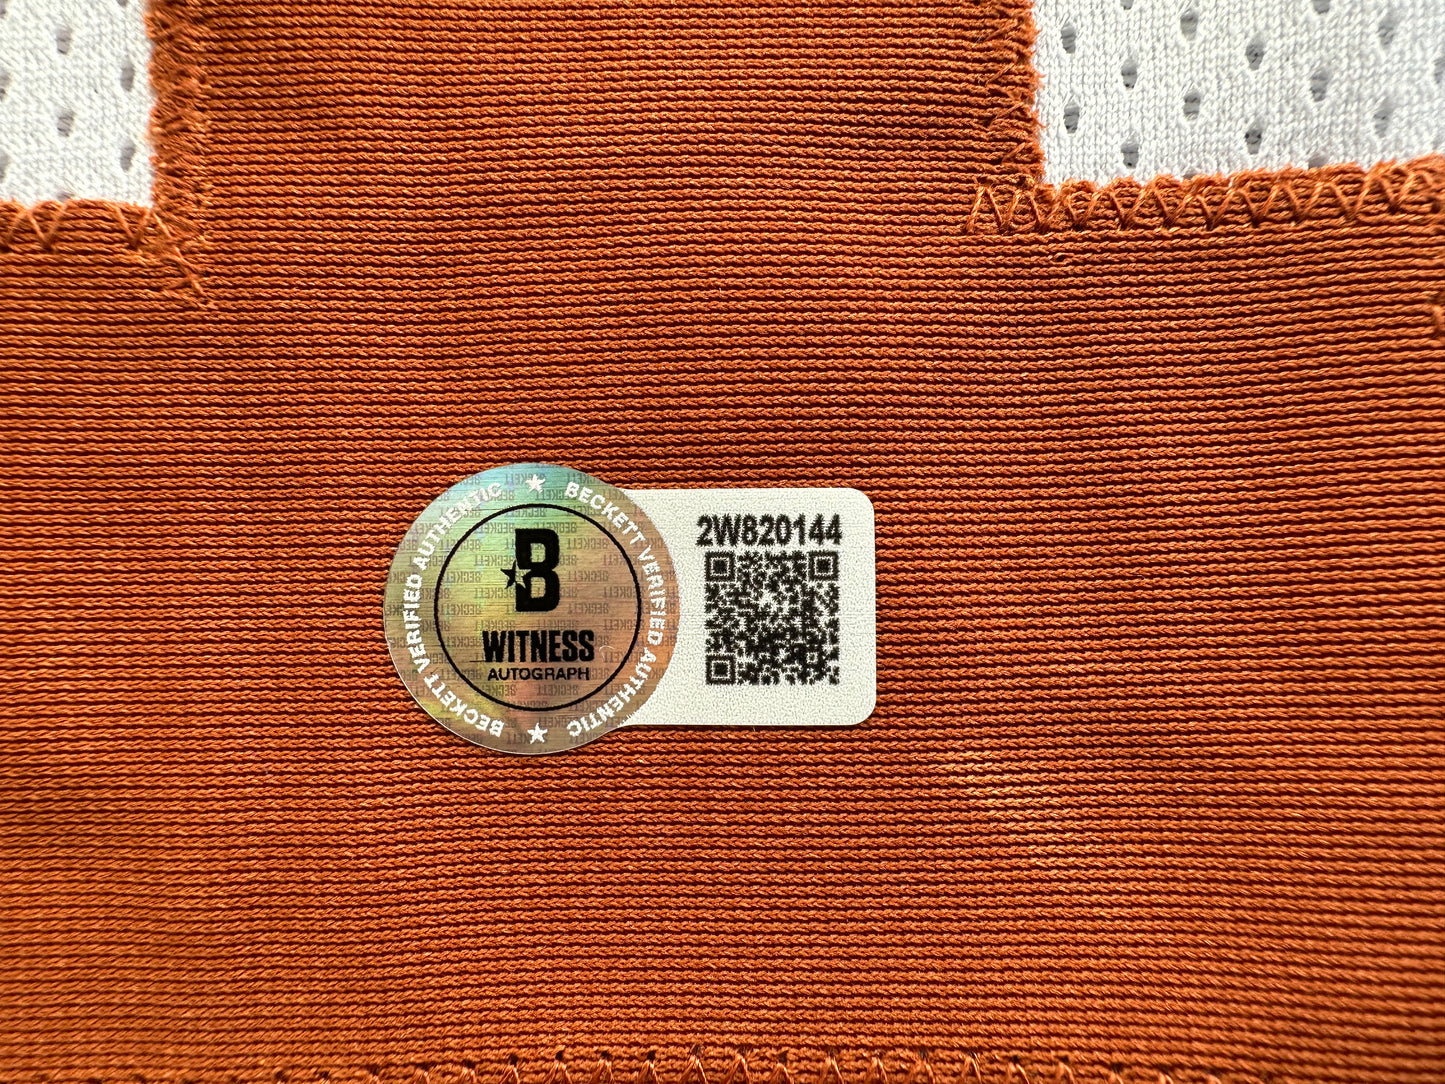 ★ BECKETT VERIFIED AUTHENTIC
★ BECKETT VERIFIED AUTHENTIC
B
WITNESS
AUTOGRAPH
2W820144